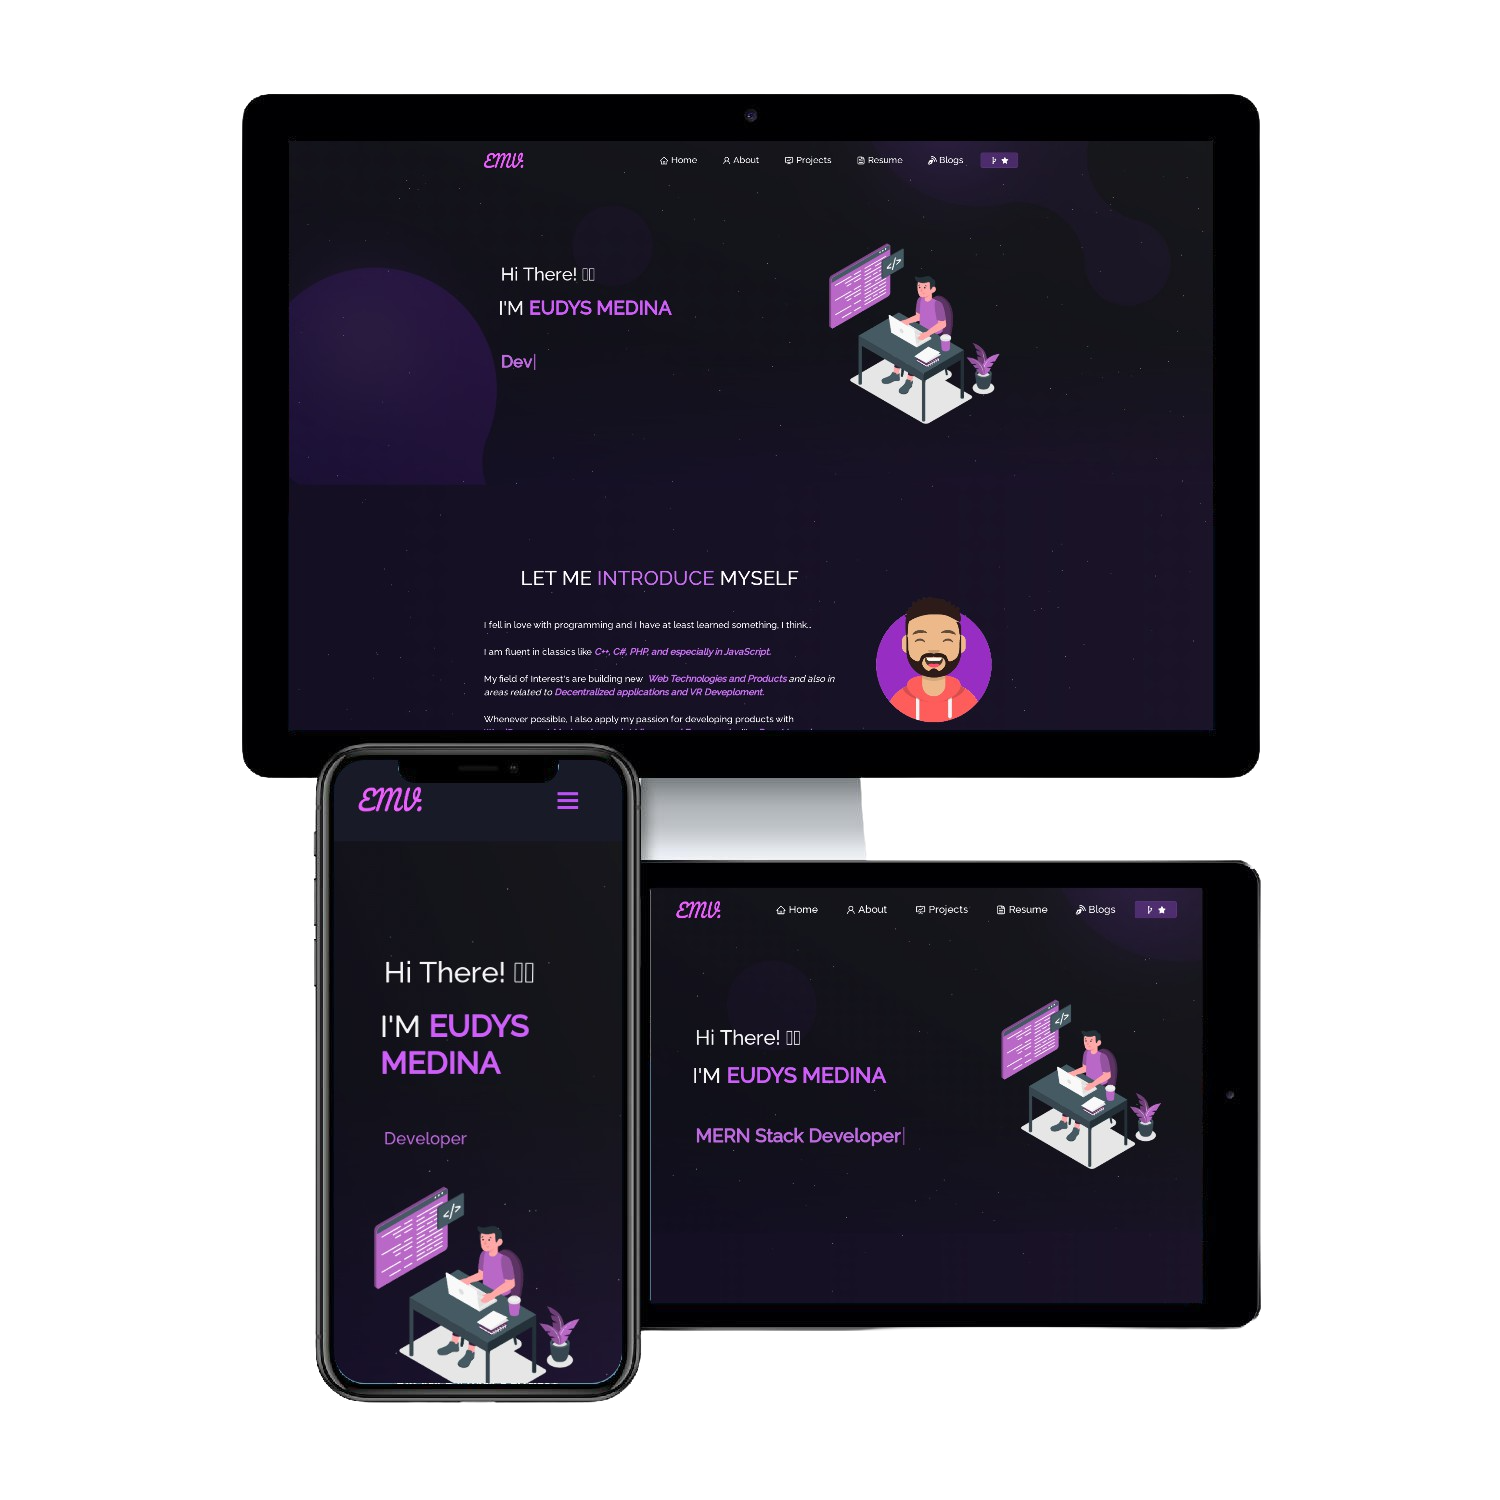 EMV.
Home About Projects Resume Blogs
Hi There!
I'M EUDYS MEDINA
Dev|
</>
LET ME INTRODUCE MYSELF
I fell in love with programming and I have at least learned something, I think…
I am fluent in classics like C++, C#, PHP, and especially in JavaScript.
My field of Interest's are building new Web Technologies and Products and also in
areas related to Decentralized applications and VR Deveploment.
Whenever possible, I also apply my passion for developing products with
EMV.
Hi There!
I'M EUDYS
MEDINA
Developer
</>
EMV.
Home About Projects Resume Blogs
Hi There!
I'M EUDYS MEDINA
MERN Stack Developer|
</>